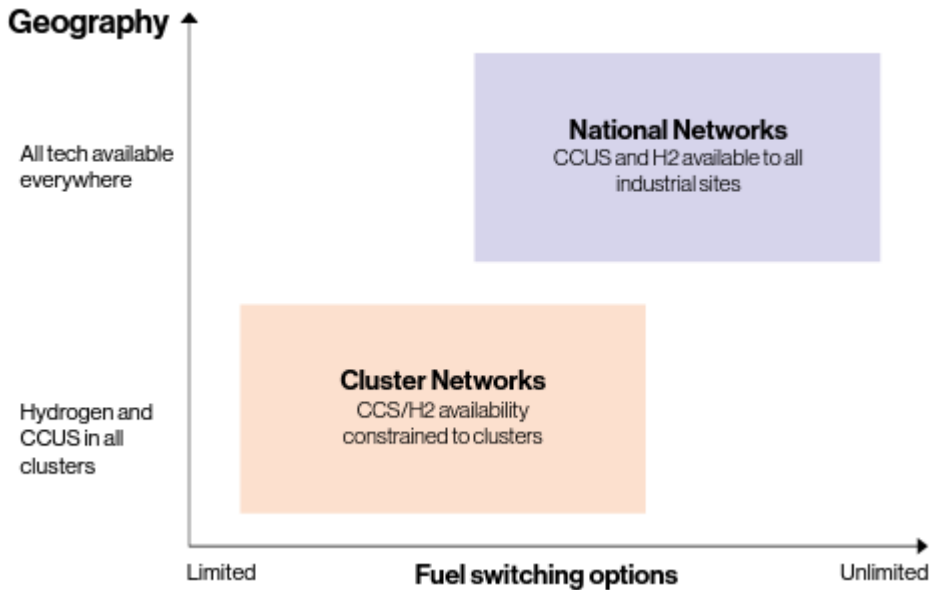 Geography
All tech available
everywhere
National Networks
CCUS and H2 available to all
industrial sites
Cluster Networks
CCS/H2 availability
constrained to clusters
Hydrogen and
CCUS in all
clusters
Limited
Fuel switching options
Unlimited